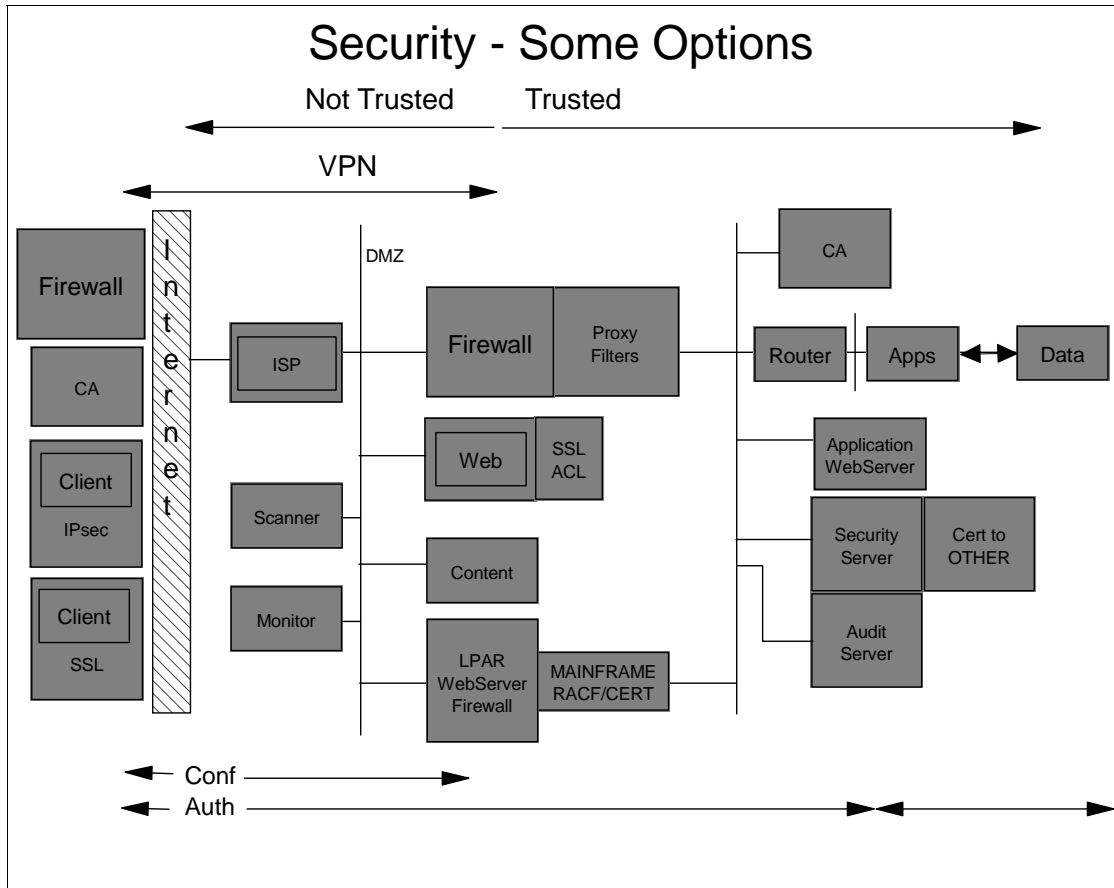 Security - Some Options
Not Trusted
Trusted
VPN
Internet
DMZ
Firewall
CA
Client
IPsec
Client
SSL
ISP
Scanner
Monitor
Firewall
Proxy
Filters
Web
SSL
ACL
Content
LPAR
WebServer
Firewall
MAINFRAME
RACF/CERT
CA
Router
Apps
Data
Application
WebServer
Security
Server
Cert to
OTHER
Audit
Server
Conf
Auth